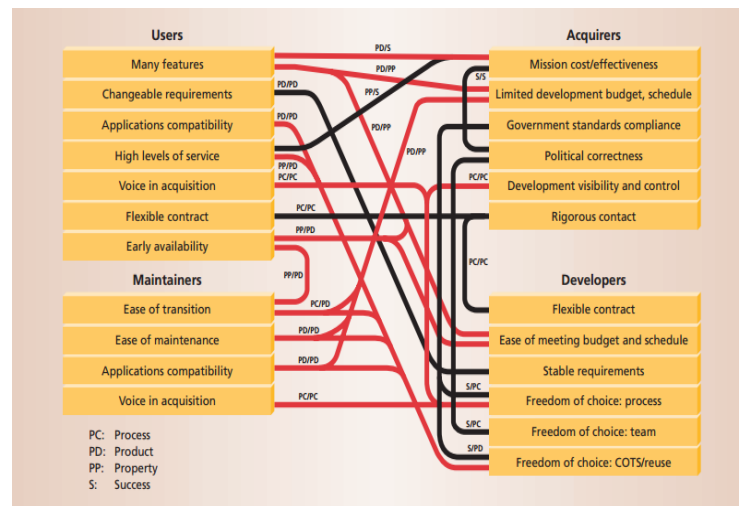 Users
Many features
Changeable requirements
Applications compatibility
High levels of service
Voice in acquisition
Flexible contract
Early availability
Maintainers
Ease of transition
Ease of maintenance
Applications compatibility
Voice in acquisition
PC: Process
PD: Product
PP: Property
S: Success
PD/S
PD/PP
S/S
PD/PD
PP/S
PD/PD
PD/PP
PD/PP
PP/PD
PC/PC
PC/PC
PC/PC
PP/PD
PC/PC
PP/PD
PC/PD
PD/PD
PD/PD
S/PC
PC/PC
S/PC
S/PD
Acquirers
Mission cost/effectiveness
Limited development budget, schedule
Government standards compliance
Political correctness
Development visibility and control
Rigorous contact
Developers
Flexible contract
Ease of meeting budget and schedule
Stable requirements
Freedom of choice: process
Freedom of choice: team
Freedom of choice: COTS/reuse